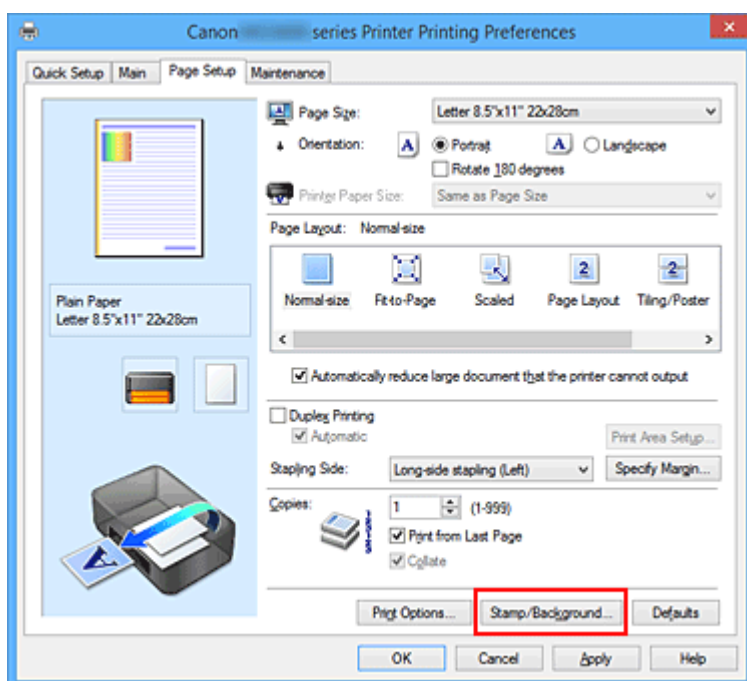 Canon series Printer Printing Preferences
Quick Setup Main Page Setup Maintenance
Page Size: Letter 8.5"x11" 22x28cm
Orientation: A Portrait A Landscape
Rotate 180 degrees
Printer Paper Size: Same as Page Size
Page Layout: Normal-size
2 2
Normal-size Fit-to-Page Scaled Page Layout Tiling/Poster
Plain Paper
Letter 8.5"x11" 22x28cm
Automatically reduce large document that the printer cannot output
Duplex Printing
Automatic
Print Area Setup...
Stapling Side: Long-side stapling (Left) Specify Margin...
Copies: 1 (1-999)
Print from Last Page
Collate
A
Print Options... Stamp/Background... Defaults
OK Cancel Apply Help